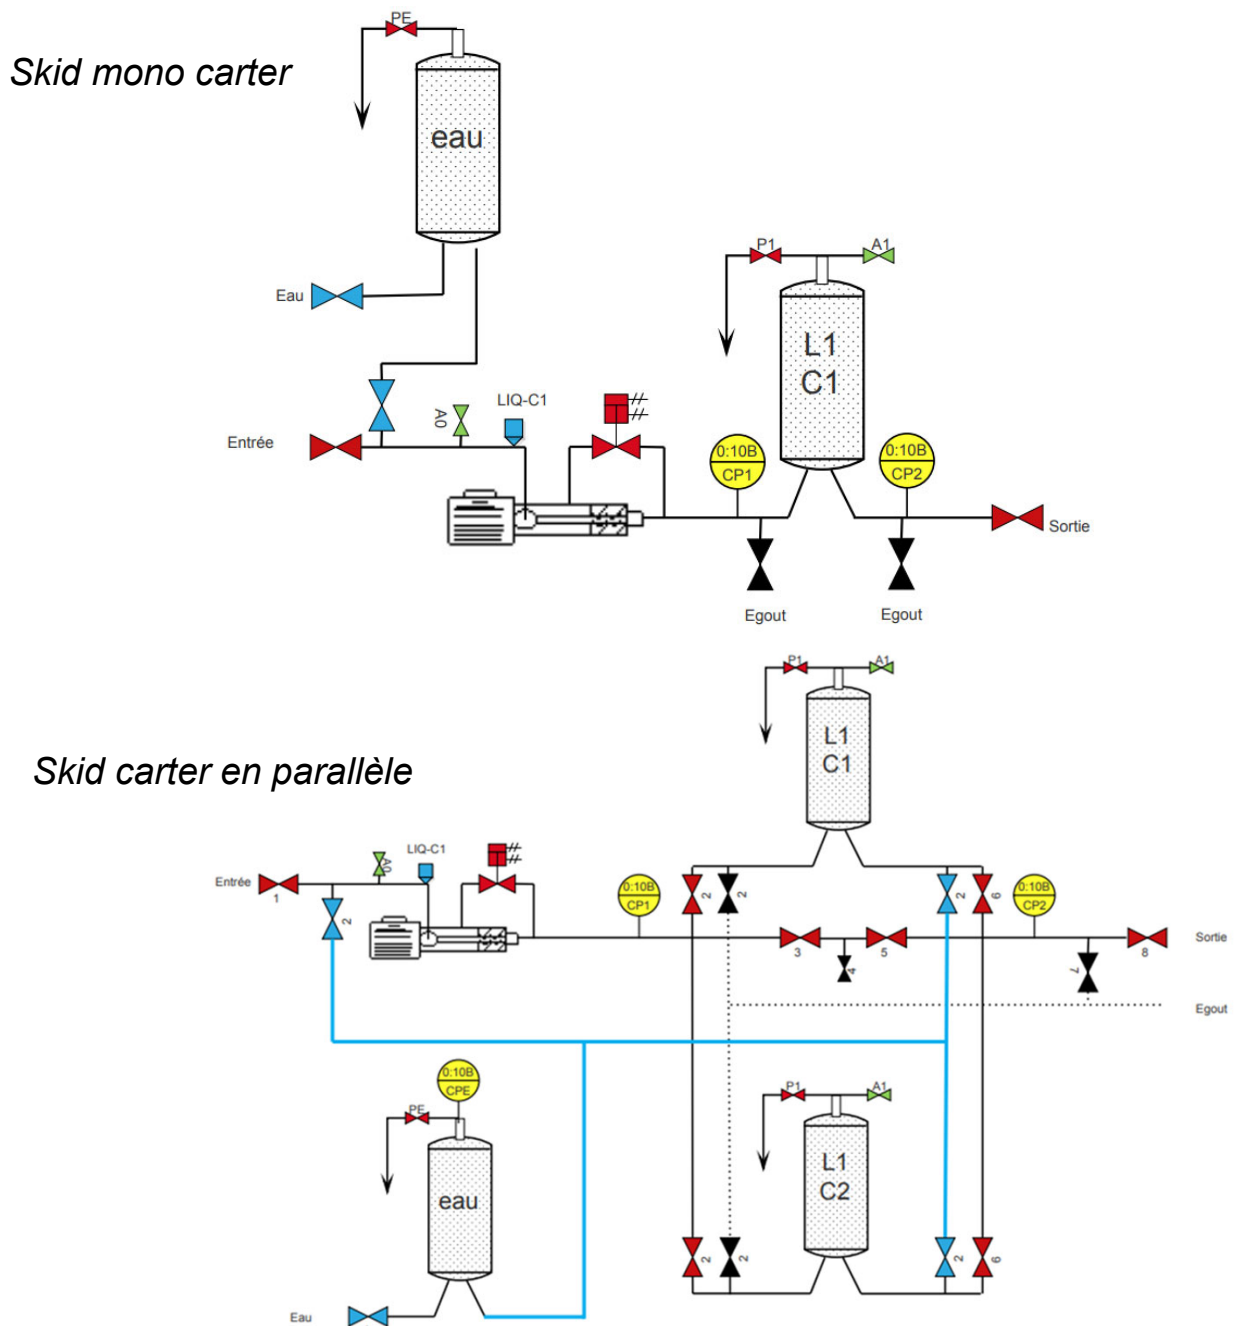 PE
Skid mono carter
eau
P1
A1
Eau
L1
C1
LIQ-C1
A0
Entrée
0:10B
CP1
0:10B
CP2
Sortie
Egout
Egout
P1
A1
L1
C1
Skid carter en parallèle
LIQ-C1
A0
Entrée
1
2
0:10B
CP1
2
2
2
6
0:10B
CP2
3
4
5
7
8
Sortie
Egout
0:10B
CPE
PE
P1
A1
eau
L1
C2
2
2
2
6
Eau